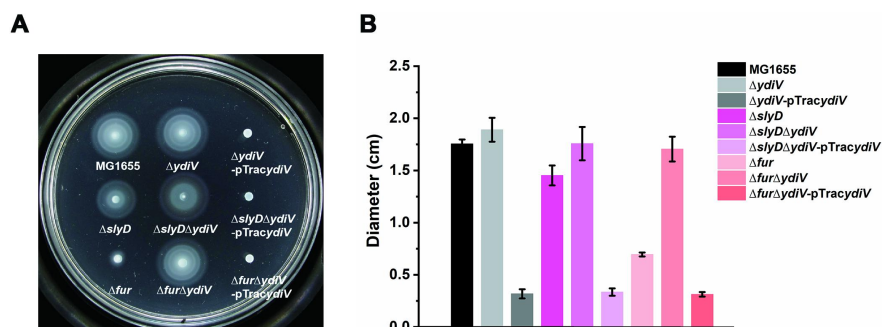 A
MG1655
ΔydiV
ΔydiV
-pTracydiV
ΔslyD
ΔslyDΔydiV
ΔslyDΔydiV
-pTracydiV
Δfur
ΔfurΔydiV
ΔfurΔydiV
-pTracydiV
B
Diameter (cm)
2.5
2.0
1.5
1.0
0.5
0.0
MG1655
ΔydiV
ΔydiV-pTracydiV
ΔslyD
ΔslyDΔydiV
ΔslyDΔydiV-pTracydiV
Δfur
ΔfurΔydiV
ΔfurΔydiV-pTracydiV